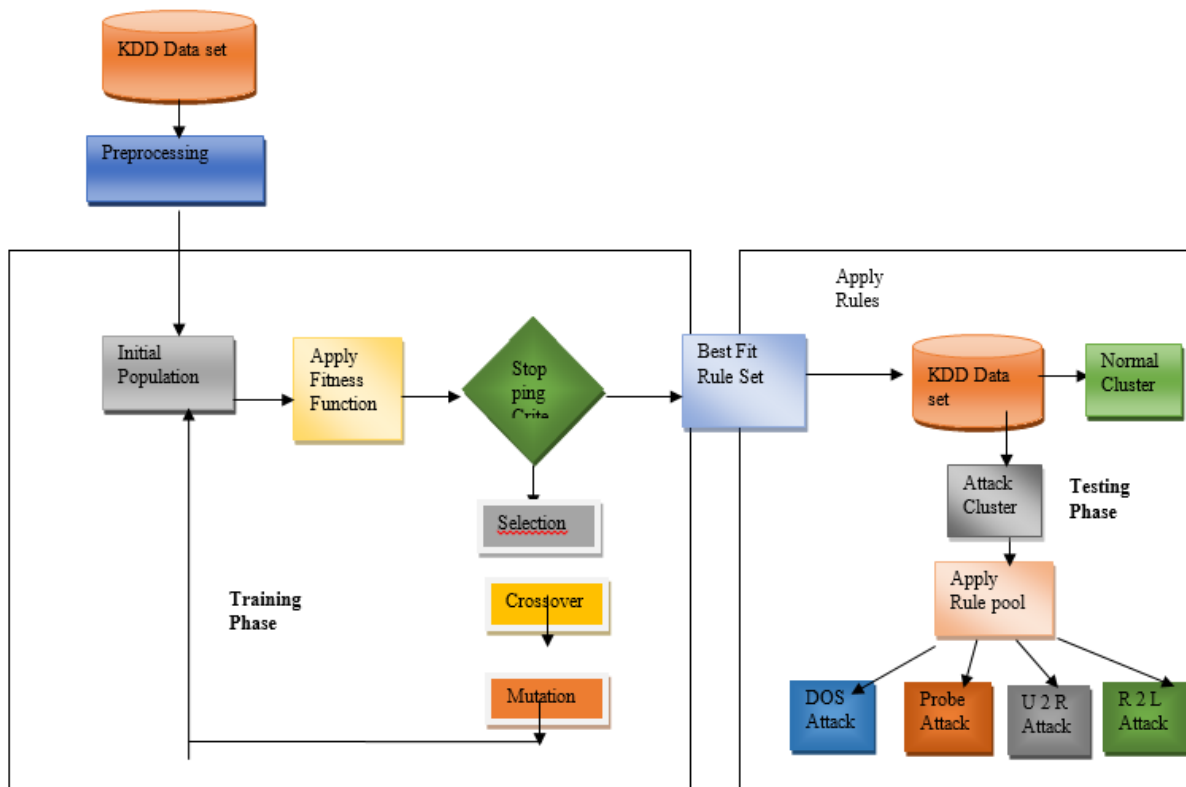 KDD Data set
Preprocessing
Apply
Rules
Initial
Population
Apply
Fitness
Function
Stop
ping
Crite
Best Fit
Rule Set
KDD Data
set
Normal
Cluster
Attack
Cluster
Testing
Phase
Selection
Training
Phase
Crossover
Apply
Rule pool
Mutation
DOS
Attack
Probe
Attack
U 2 R
Attack
R 2 L
Attack